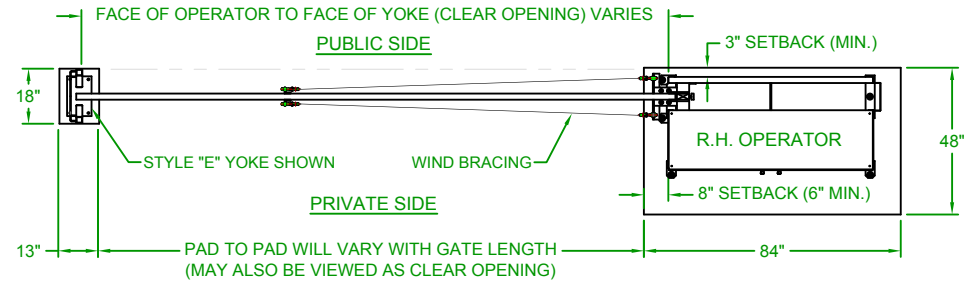 FACE OF OPERATOR TO FACE OF YOKE (CLEAR OPENING) VARIES
PUBLIC SIDE
3" SETBACK (MIN.)
18"
R.H. OPERATOR
48"
STYLE "E" YOKE SHOWN
WIND BRACING
8" SETBACK (6" MIN.)
PRIVATE SIDE
13"
PAD TO PAD WILL VARY WITH GATE LENGTH
(MAY ALSO BE VIEWED AS CLEAR OPENING)
84"